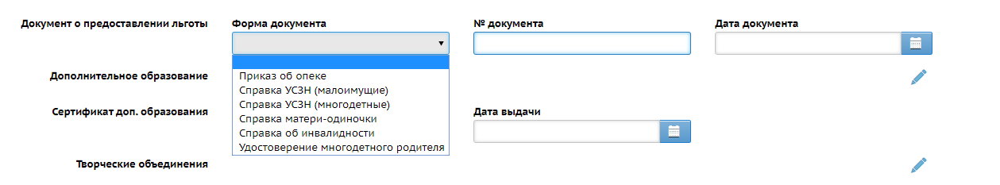 Документ о предоставлении льготы
Форма документа
№ документа
Дата документа
Дополнительное образование
Приказ об опеке
Справка УСЗН (малоимущие)
Справка УСЗН (многодетные)
Справка матери-одиночки
Справка об инвалидности
Удостоверение многодетного родителя
Сертификат доп. образования
Дата выдачи
Творческие объединения